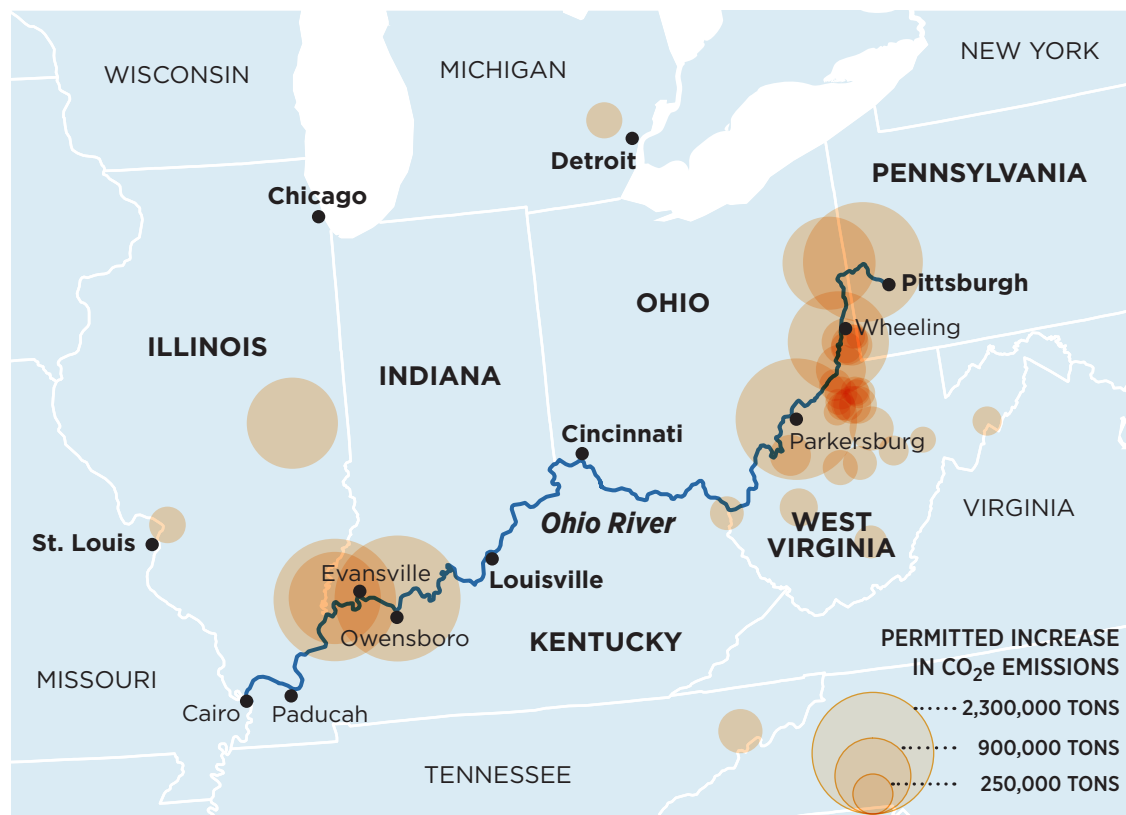 NEW YORK
WISCONSIN
MICHIGAN
Detroit
PENNSYLVANIA
Chicago
Pittsburgh
OHIO
Wheeling
ILLINOIS
INDIANA
Cincinnati
Parkersburg
VIRGINIA
Ohio River
WEST
VIRGINIA
St. Louis
Evansville
Louisville
Owensboro
KENTUCKY
MISSOURI
Cairo
Paducah
TENNESSEE
PERMITTED INCREASE
IN CO₂e EMISSIONS
2,300,000 TONS
900,000 TONS
250,000 TONS